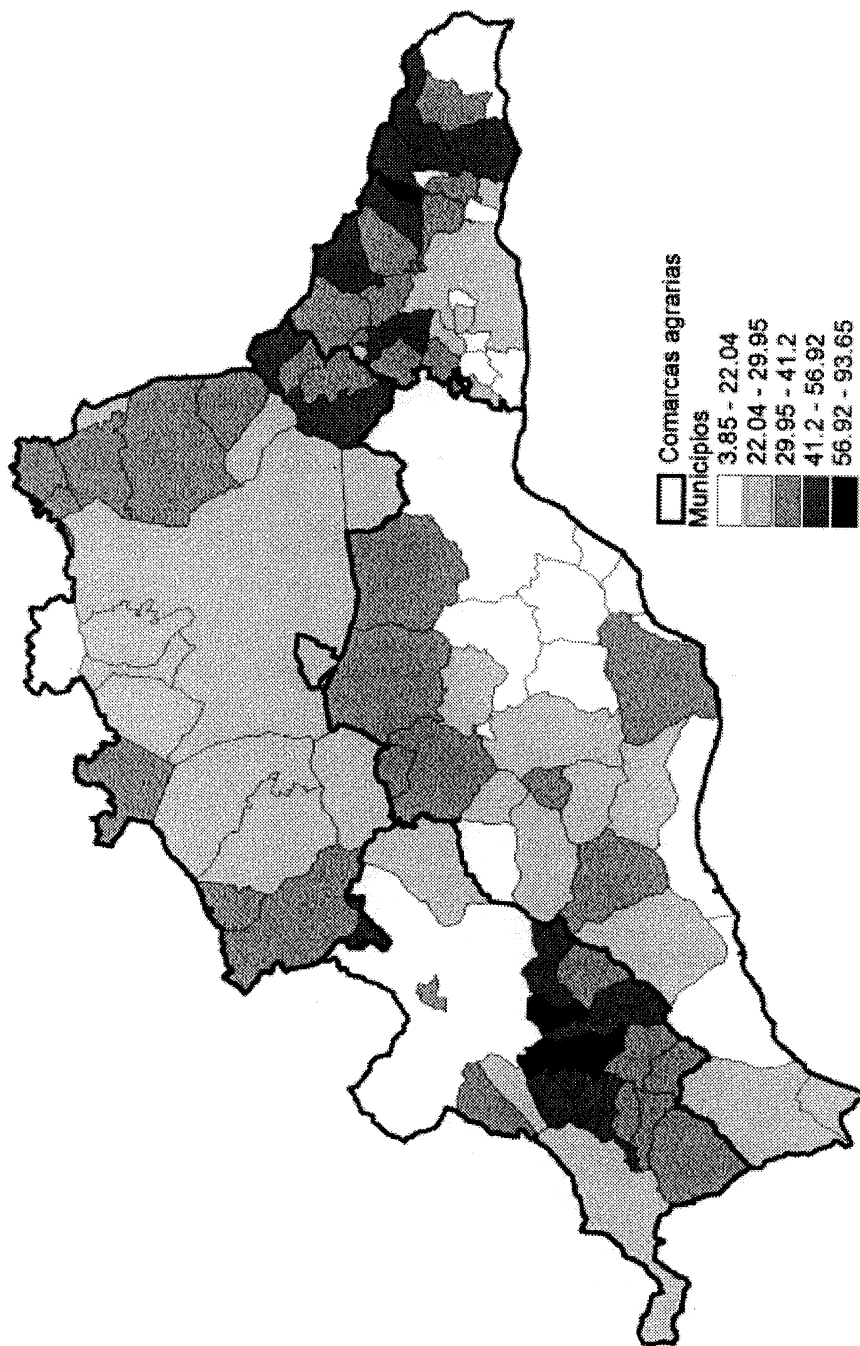 Comarcas agrarias
Municipios
3.85 - 22.04
22.04 - 29.95
29.95 - 41.2
41.2 - 56.92
56.92 - 93.65